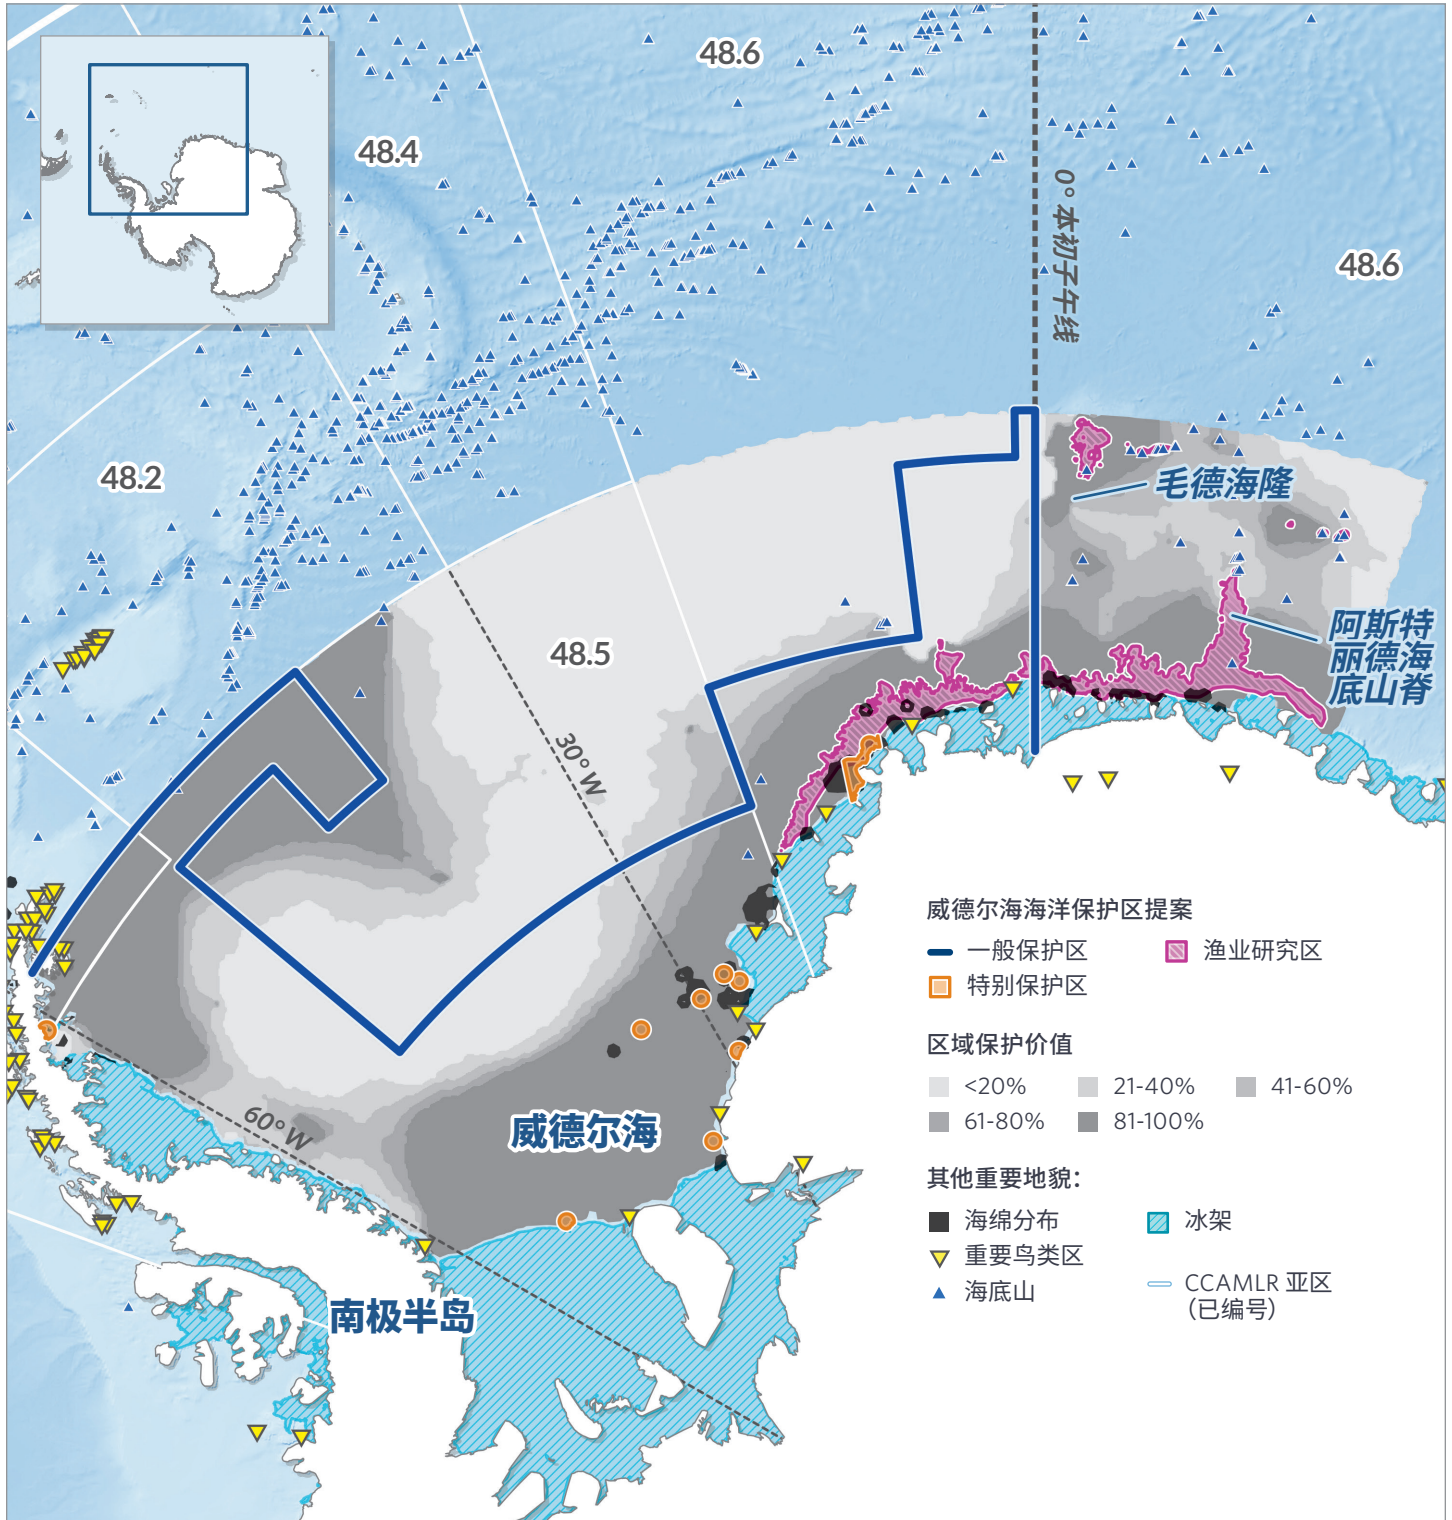 48.6
48.4
0° 本初子午线
48.6
48.2
毛德海隆
阿斯特
丽德海
底山脊
48.5
30° W
威德尔海海洋保护区提案
一般保护区
渔业研究区
特别保护区
区域保护价值
<20%
21-40%
41-60%
61-80%
81-100%
60° W
威德尔海
其他重要地貌：
海绵分布
冰架
重要鸟类区
海底山
CCAMLR 亚区
（已编号）
南极半岛